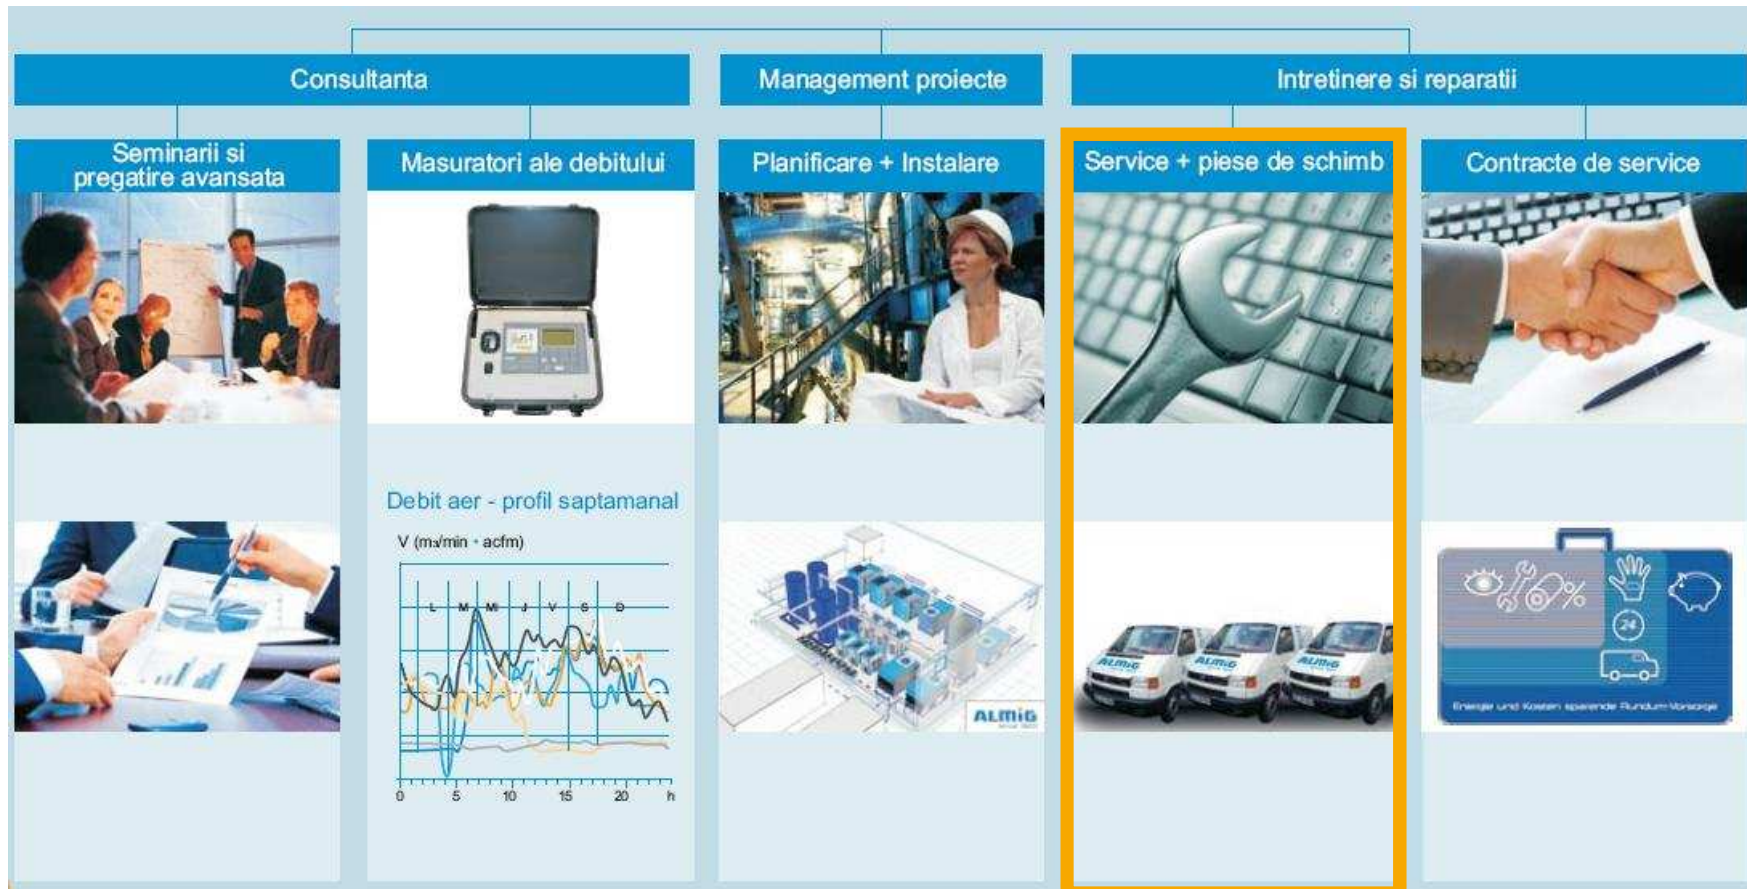 Consultanta
Management proiecte
Intretinere si reparatii
Seminarii si
pregatire avansata
Masuratori ale debitului
Planificare + Instalare
Service + piese de schimb
Contracte de service
Debit aer - profil saptamanal
V (m3/min • acfm)
L M Mi J V S D
0 5 10 15 20 h
ALMiG
ALMiG ALMiG ALMiG
24
%
Energie und Kosten sparende Rundum-Vorsorge